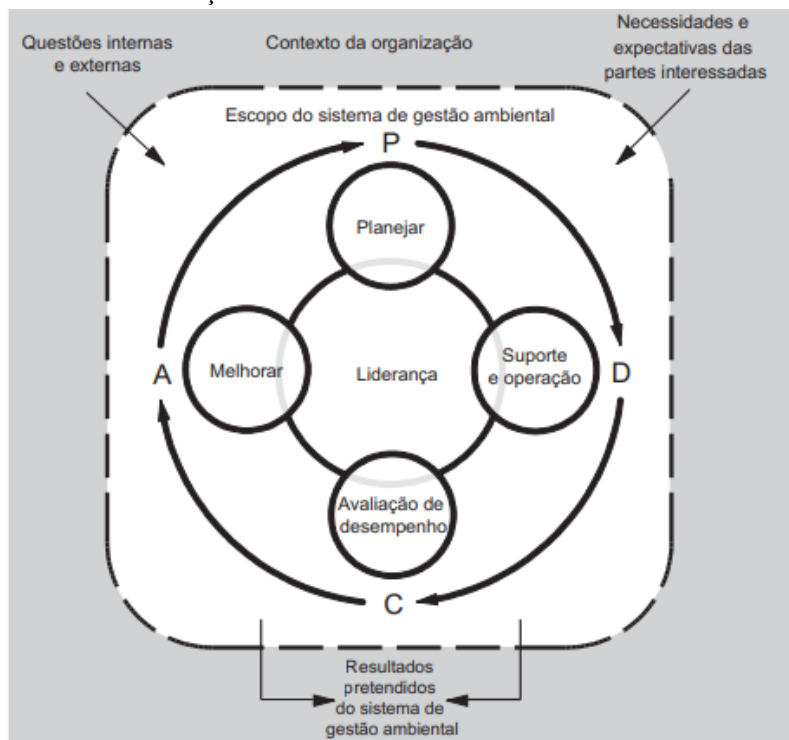 Questões internas
e externas
Contexto da organização
Necessidades e
expectativas das
partes interessadas
Escopo do sistema de gestão ambiental
P
Planejar
A
Melhorar
Liderança
Suporte
e operação
D
Avaliação de
desempenho
C
Resultados
pretendidos
do sistema de
gestão ambiental